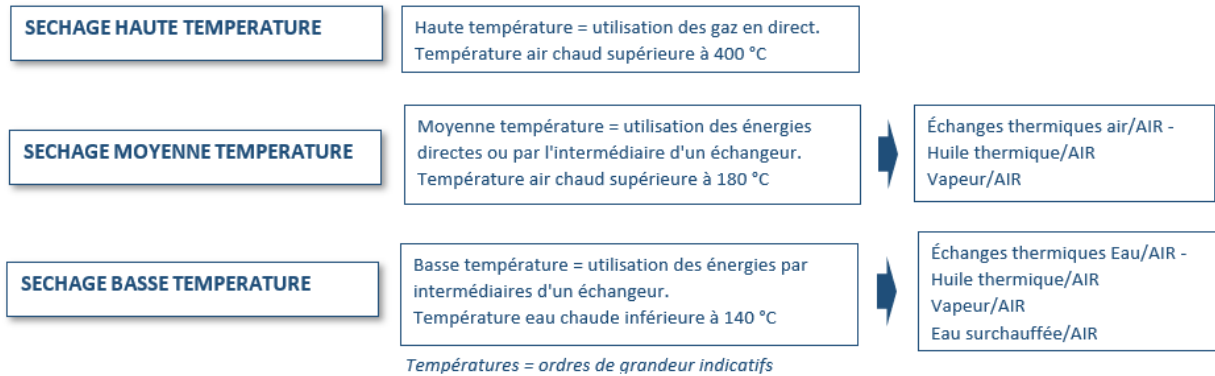 SECHAGE HAUTE TEMPERATURE
Haute température = utilisation des gaz en direct.
Température air chaud supérieure à 400 °C
SECHAGE MOYENNE TEMPERATURE
Moyenne température = utilisation des énergies
directes ou par l'intermédiaire d'un échangeur.
Température air chaud supérieure à 180 °C
Échanges thermiques air/AIR -
Huile thermique/AIR
Vapeur/AIR
SECHAGE BASSE TEMPERATURE
Basse température = utilisation des énergies par
intermédiaires d'un échangeur.
Température eau chaude inférieure à 140 °C
Échanges thermiques Eau/AIR -
Huile thermique/AIR
Vapeur/AIR
Eau surchauffée/AIR
Températures = ordres de grandeur indicatifs